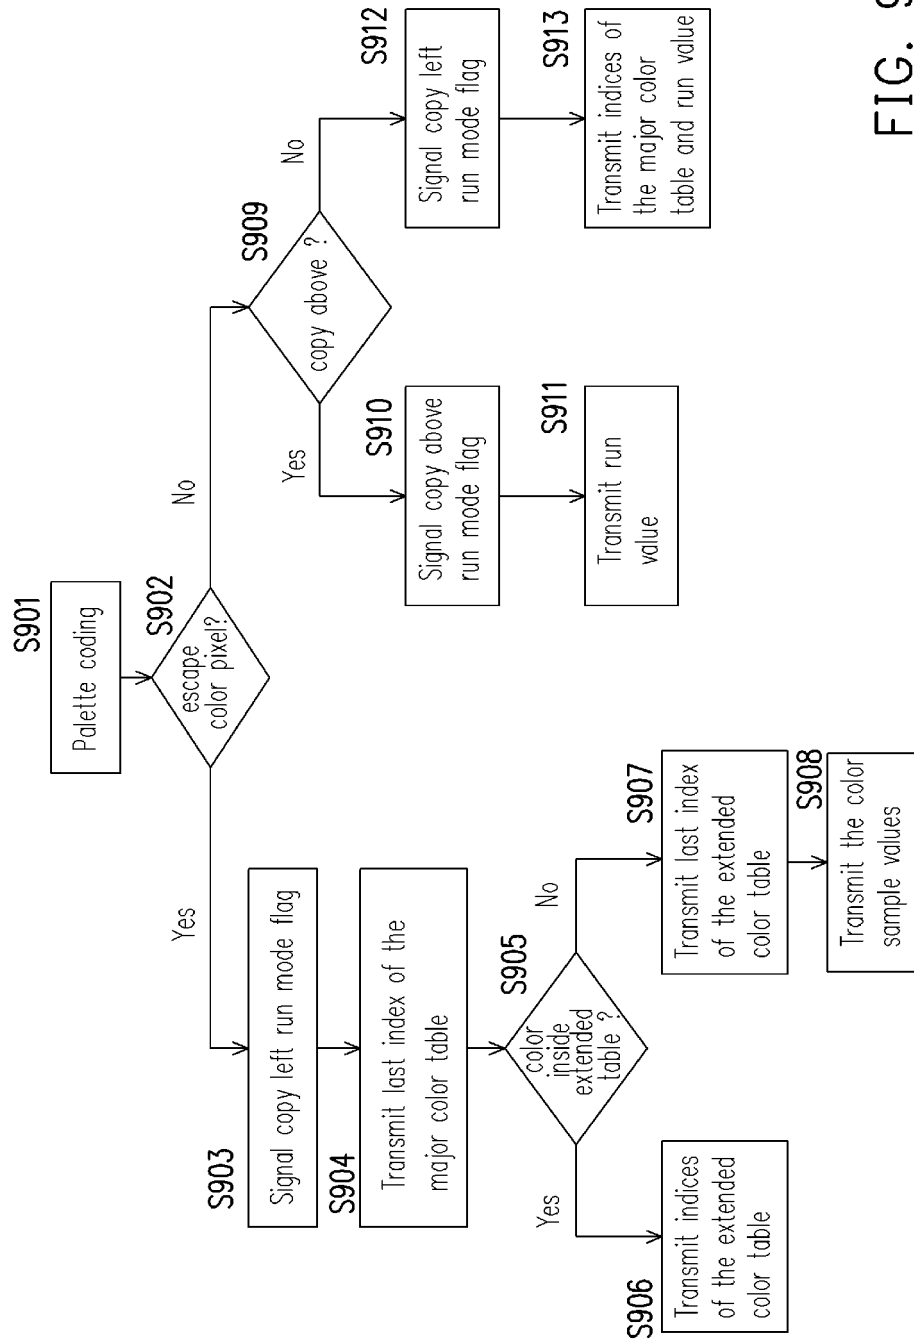 S901
Palette coding
S902
escape
color pixel?
Yes
No
S903
Signal copy left run mode flag
S904
Transmit last index of the
major color table
S905
color
inside
extended
table ?
Yes
No
S906
Transmit indices
of the extended
color table
S907
Transmit last index
of the extended
color table
S908
Transmit the color
sample values
S909
copy above ?
Yes
No
S910
Signal copy above
run mode flag
S911
Transmit run
value
S912
Signal copy left
run mode flag
S913
Transmit indices of
the major color
table and run value
FIG. 9